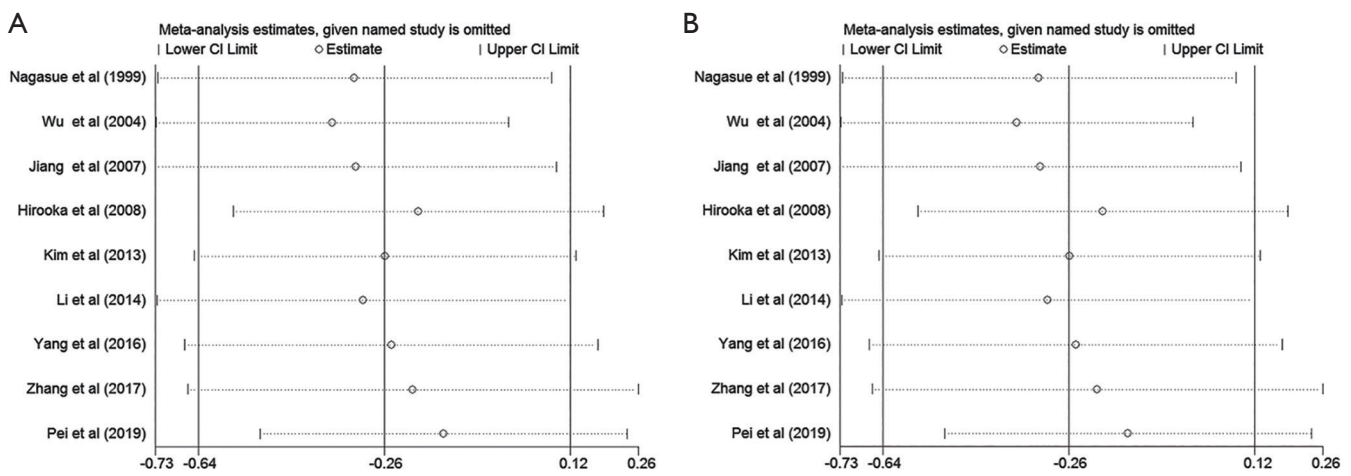 A
Meta-analysis estimates, given named study is omitted
| Lower CI Limit ○ Estimate | Upper CI Limit
Nagasue et al (1999)
Wu et al (2004)
Jiang et al (2007)
Hirooka et al (2008)
Kim et al (2013)
Li et al (2014)
Yang et al (2016)
Zhang et al (2017)
Pei et al (2019)
-0.73 -0.64 -0.26 0.12 0.26
B
Meta-analysis estimates, given named study is omitted
| Lower CI Limit ○ Estimate | Upper CI Limit
Nagasue et al (1999)
Wu et al (2004)
Jiang et al (2007)
Hirooka et al (2008)
Kim et al (2013)
Li et al (2014)
Yang et al (2016)
Zhang et al (2017)
Pei et al (2019)
-0.73 -0.64 -0.26 0.12 0.26